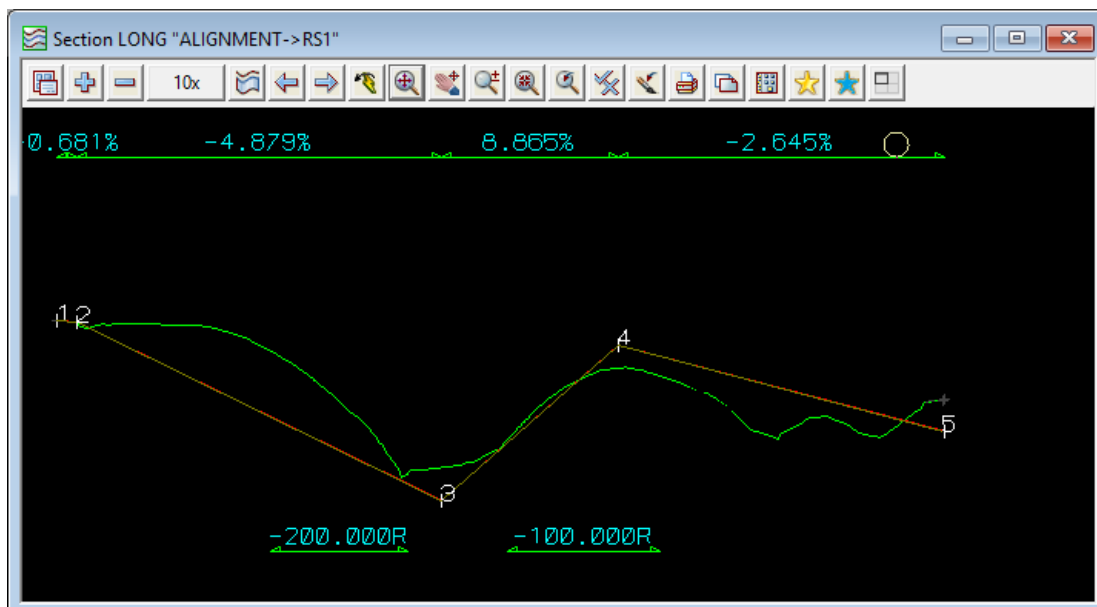 Section LONG "ALIGNMENT->RS1"
10x
0.681% -4.879% 8.865% -2.645%
1 2
4
5
3
-200.000R -100.000R